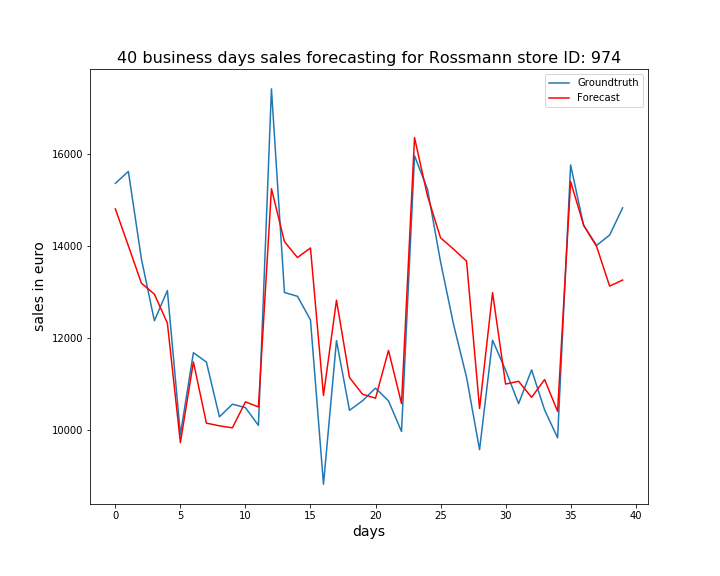 40 business days sales forecasting for Rossmann store ID: 974
Groundtruth
Forecast
sales in euro
16000
14000
12000
10000
0 5 10 15 20 25 30 35 40
days